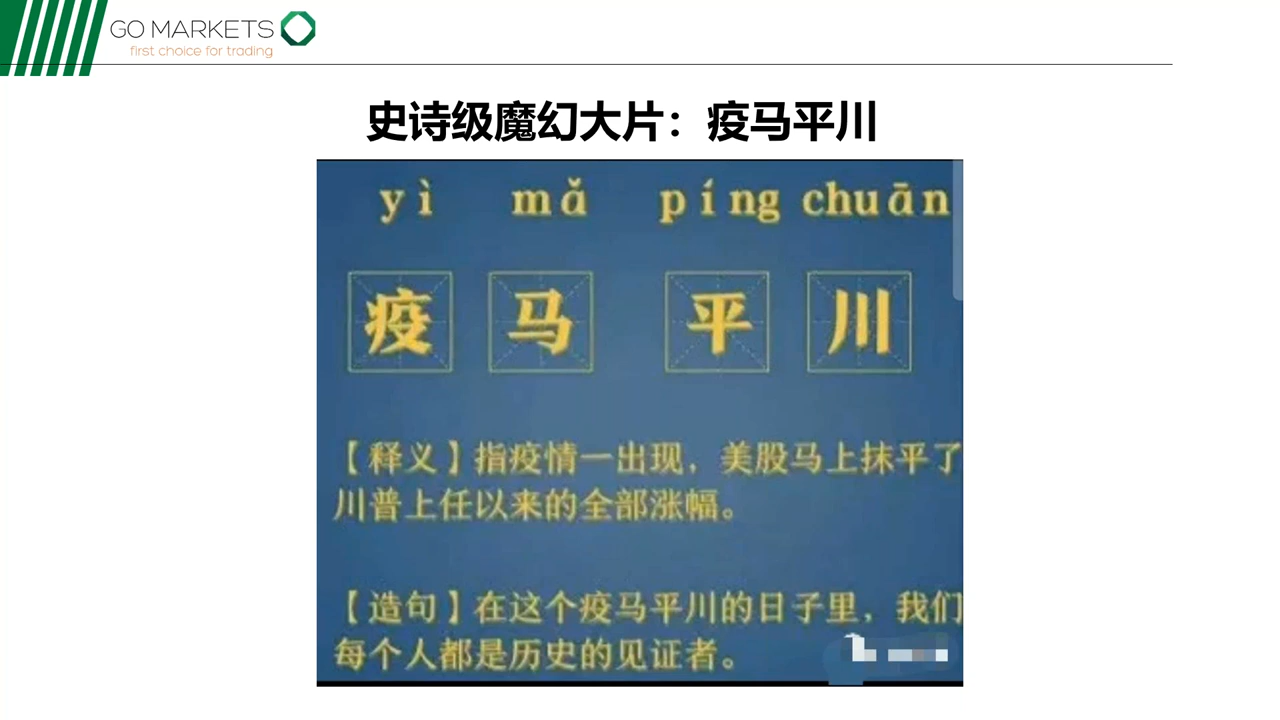 GO MARKETS
first choice for trading
史诗级魔幻大片：疫马平川
yì mǎ píng chuān
疫马平川
【释义】指疫情一出现，美股马上抹平了
川普上任以来的全部涨幅。
【造句】在这个疫马平川的日子里，我们
每个人都是历史的见证者。